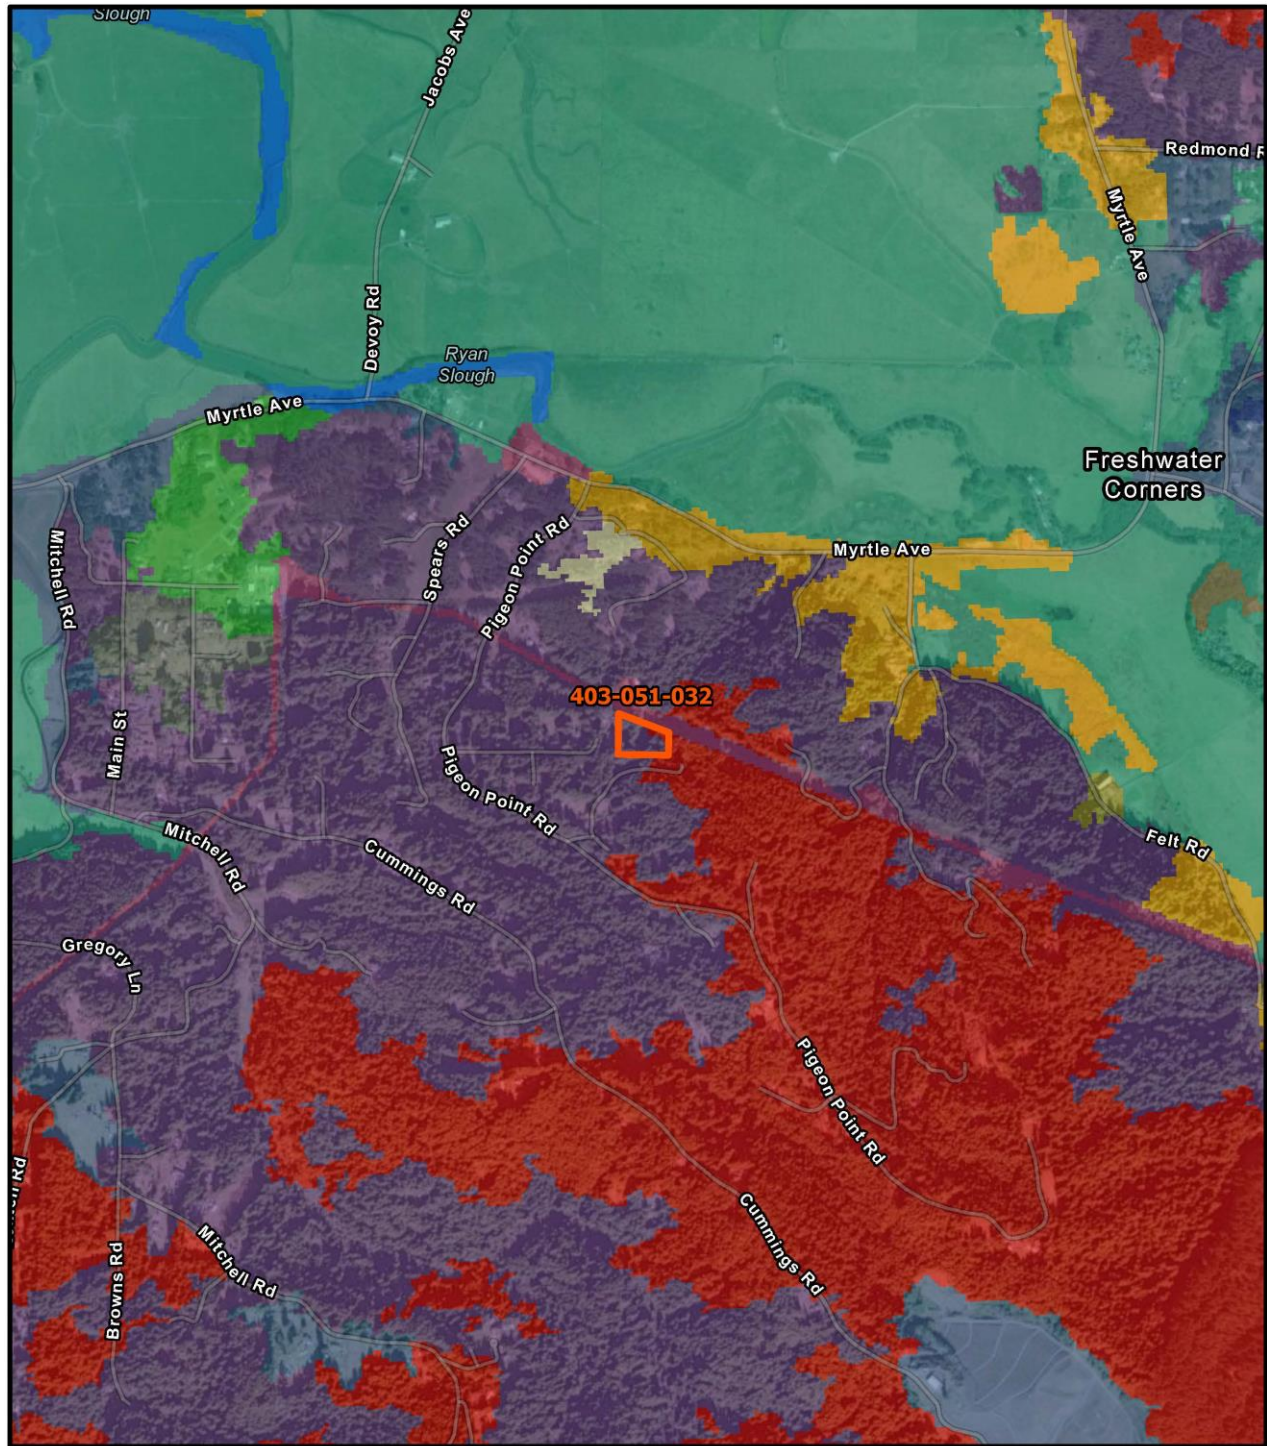 Slough
Jacobs Ave
Redmond R
Myrtle Ave
Devoy Rd
Ryan
Slough
Myrtle Ave
Freshwater
Corners
Mitchell Rd
Spears Rd
Pigeon Point Rd
Myrtle Ave
403-051-032
Main St
Pigeon Point Rd
Mitchell Rd
Cummings Rd
Felt Rd
Gregory Ln
Pigeon Point Rd
Rd
Mitchell Rd
Browns Rd
Cummings Rd